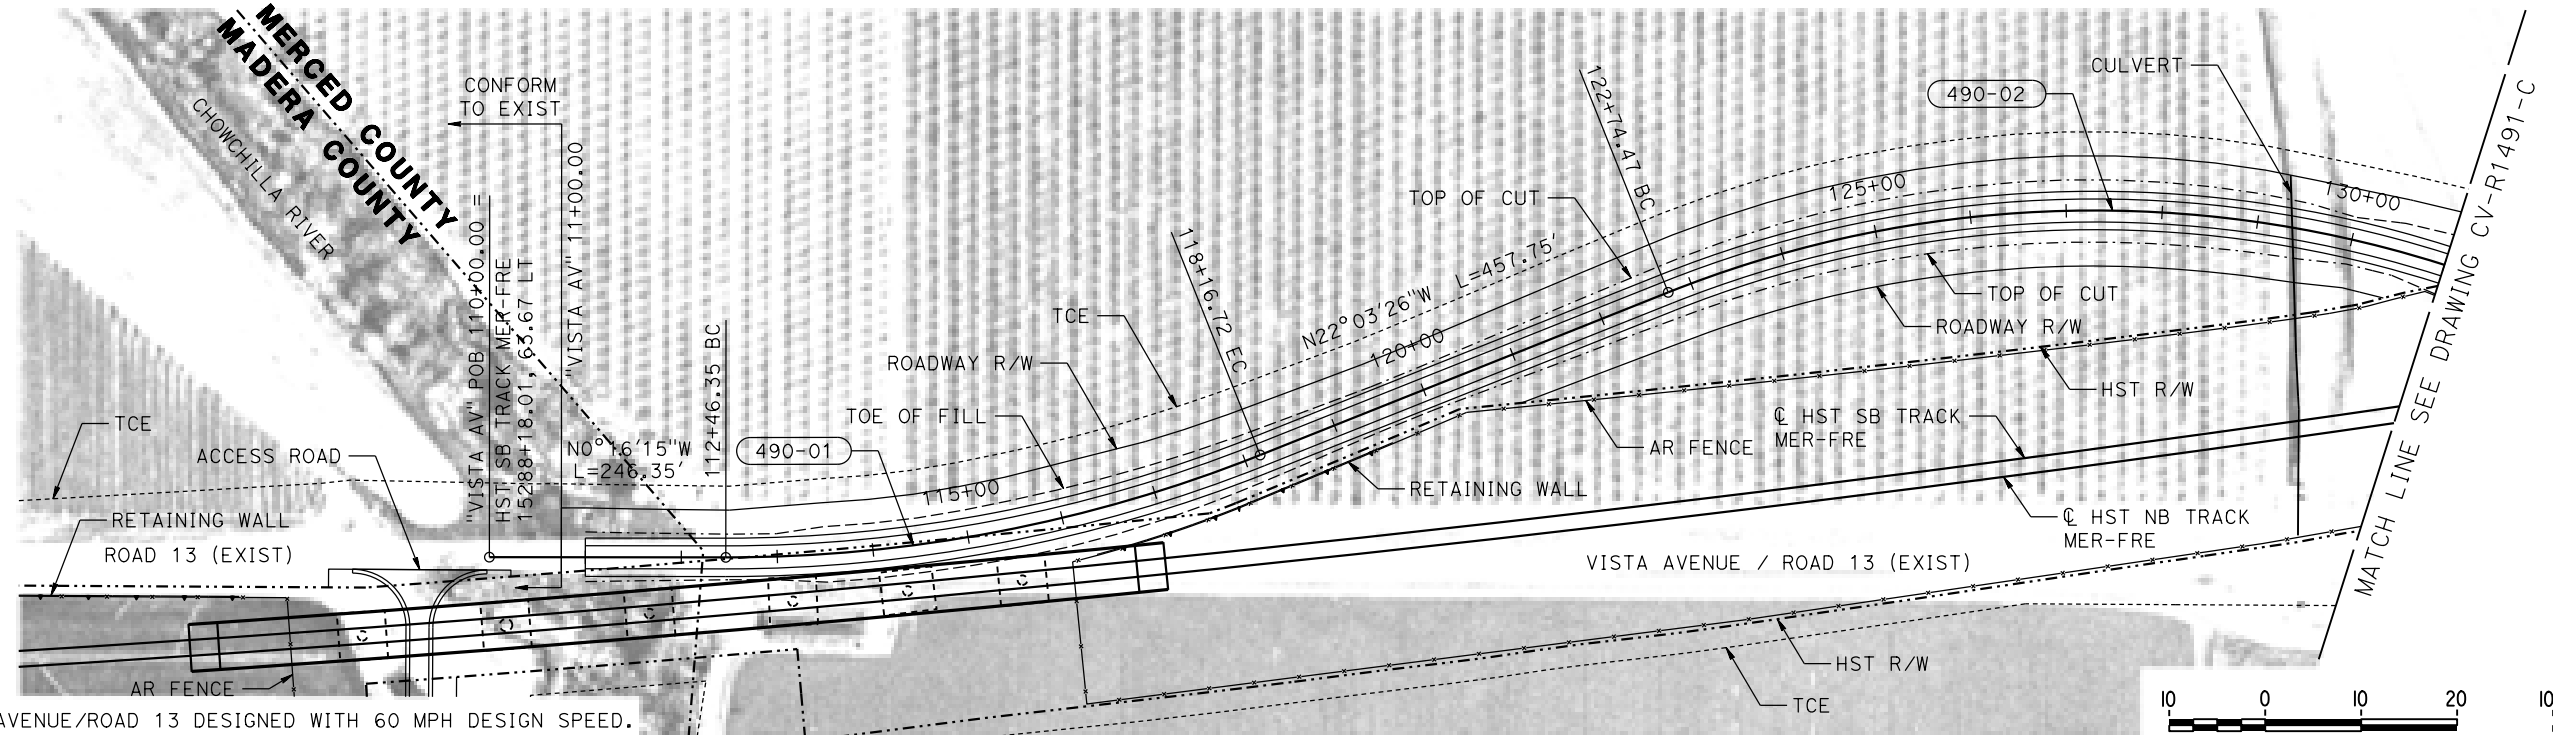 MERCED COUNTY
MADERA COUNTY
CHOWCHILLA RIVER
CONFORM
TO EXIST
"VISTA AV" POB 110+00.00 =
HST SB TRACK MER-FRE
15288+18.01, 63.67 LT
"VISTA AV" 11+00.00
112+46.35 BC
N0°16'15"W
L=246.35'
490-01
TCE
ACCESS ROAD
RETAINING WALL
ROAD 13 (EXIST)
AR FENCE
AVENUE/ROAD 13 DESIGNED WITH 60 MPH DESIGN SPEED.
TCE
ROADWAY R/W
TOE OF FILL
115+00
118+16.72 EC
N22°03'26"W L=457.75'
120+00
TOP OF CUT
122+74.47 BC
125+00
490-02
CULVERT
130+00
TOP OF CUT
ROADWAY R/W
HST R/W
AR FENCE
RETAINING WALL
℄ HST SB TRACK
MER-FRE
℄ HST NB TRACK
MER-FRE
VISTA AVENUE / ROAD 13 (EXIST)
HST R/W
TCE
MATCH LINE SEE DRAWING CV-R1491-C
10 0 10 20 10